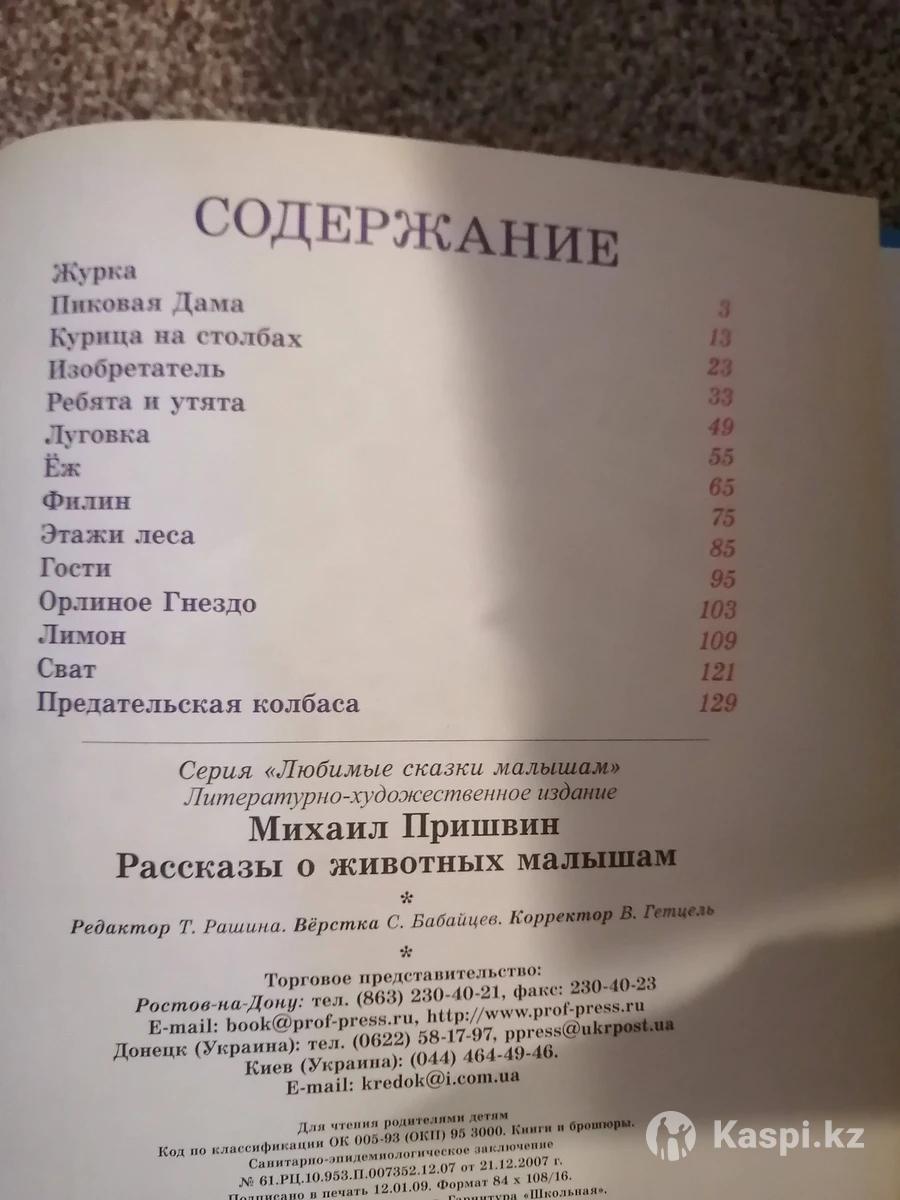 СОДЕРЖАНИЕ
Журка 3
Пиковая Дама 13
Курица на столбах 23
Изобретатель 33
Ребята и утята 49
Луговка 55
Ёж 65
Филин 75
Этажи леса 85
Гости 95
Орлиное Гнездо 103
Лимон 109
Сват 121
Предательская колбаса 129
Серия «Любимые сказки малышам»
Литературно-художественное издание
Михаил Пришвин
Рассказы о животных малышам
*
Редактор Т. Рашина. Вёрстка С. Бабайцев. Корректор В. Гетцель
*
Торговое представительство:
Ростов-на-Дону: тел. (863) 230-40-21, факс: 230-40-23
E-mail: book@prof-press.ru, http://www.prof-press.ru
Донецк (Украина): тел. (0622) 58-17-97, ppress@ukrpost.ua
Киев (Украина): (044) 464-49-46.
E-mail: kredok@i.com.ua
Для чтения родителями детям
Код по классификации ОК 005-93 (ОКП) 95 3000. Книги и брошюры.
Санитарно-эпидемиологическое заключение
№ 61.РЦ.10.953.П.007352.12.07 от 21.12.2007 г.
Подписано в печать 12.01.09. Формат 84 х 108/16.
Гарнитура «Школьная».
Kaspi.kz